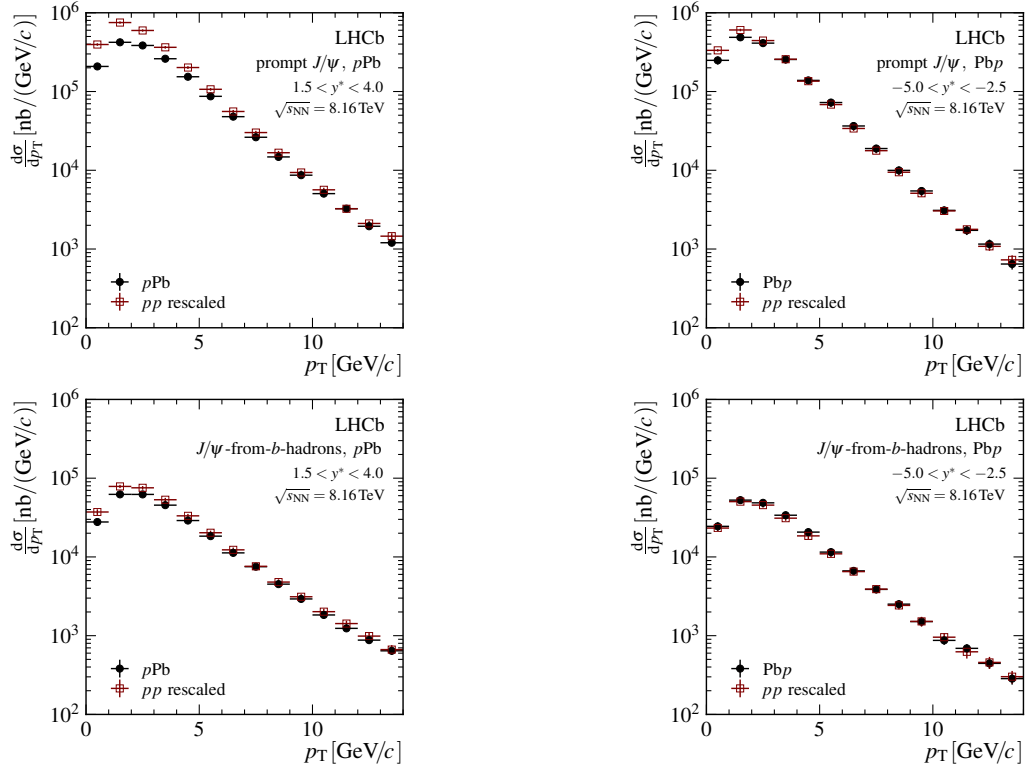 10^6
10^5
10^4
10^3
10^2
dσ/dp_T [nb/(GeV/c)]
LHCb
prompt J/ψ, pPb
1.5 < y* < 4.0
√s_NN = 8.16 TeV
pPb
pp rescaled
0 5 10
p_T [GeV/c]
10^6
10^5
10^4
10^3
10^2
dσ/dp_T [nb/(GeV/c)]
LHCb
prompt J/ψ, Pbp
−5.0 < y* < −2.5
√s_NN = 8.16 TeV
Pbp
pp rescaled
0 5 10
p_T [GeV/c]
10^6
10^5
10^4
10^3
10^2
dσ/dp_T [nb/(GeV/c)]
LHCb
J/ψ-from-b-hadrons, pPb
1.5 < y* < 4.0
√s_NN = 8.16 TeV
pPb
pp rescaled
0 5 10
p_T [GeV/c]
10^6
10^5
10^4
10^3
10^2
dσ/dp_T [nb/(GeV/c)]
LHCb
J/ψ-from-b-hadrons, Pbp
−5.0 < y* < −2.5
√s_NN = 8.16 TeV
Pbp
pp rescaled
0 5 10
p_T [GeV/c]